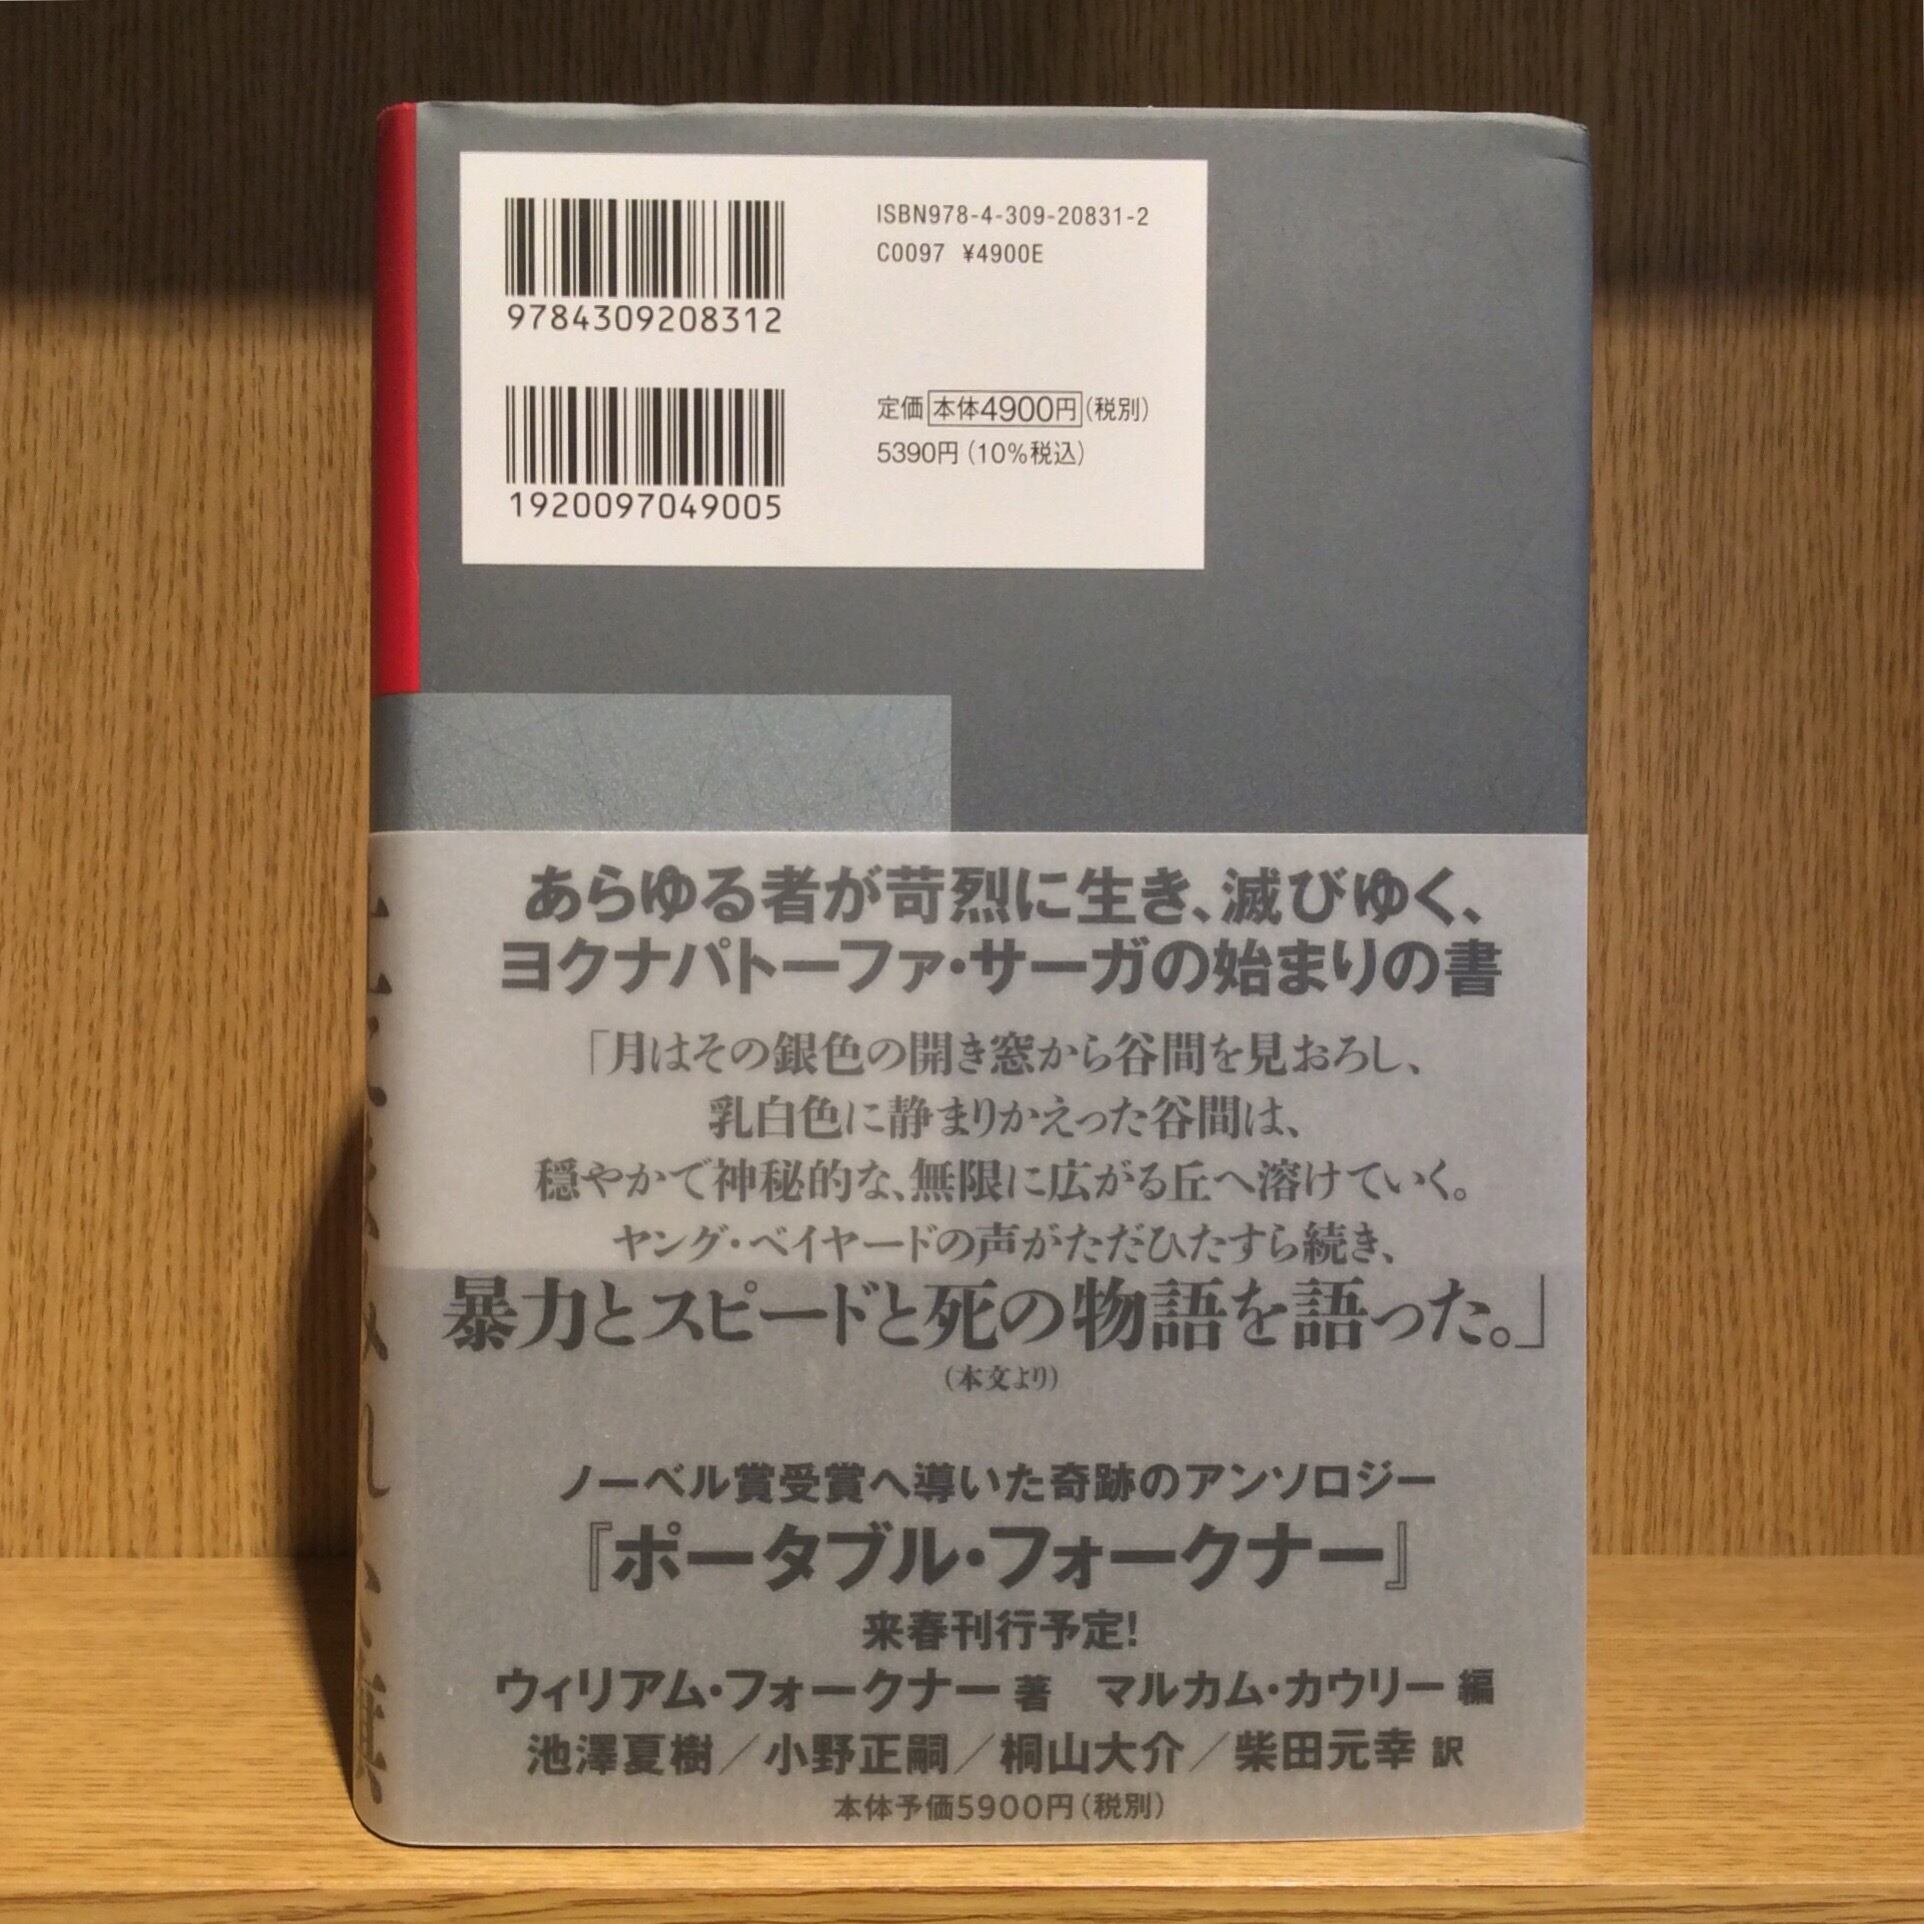 ISBN978-4-309-20831-2
C0097 ¥4900E
9784309208312
定価 本体4900円(税別)
5390円(10%税込)
1920097049005
あらゆる者が苛烈に生き、滅びゆく、
ヨクナパトーファ・サーガの始まりの書
「月はその銀色の開き窓から谷間を見おろし、
乳白色に静まりかえった谷間は、
穏やかで神秘的な、無限に広がる丘へ溶けていく。
ヤング・ベイヤードの声がただひたすら続き、
暴力とスピードと死の物語を語った。」
(本文より)
ノーベル賞受賞へ導いた奇跡のアンソロジー
『ポータブル・フォークナー』
来春刊行予定!
ウィリアム・フォークナー 著 マルカム・カウリー 編
池澤夏樹/小野正嗣/桐山大介/柴田元幸 訳
本体予価5900円(税別)